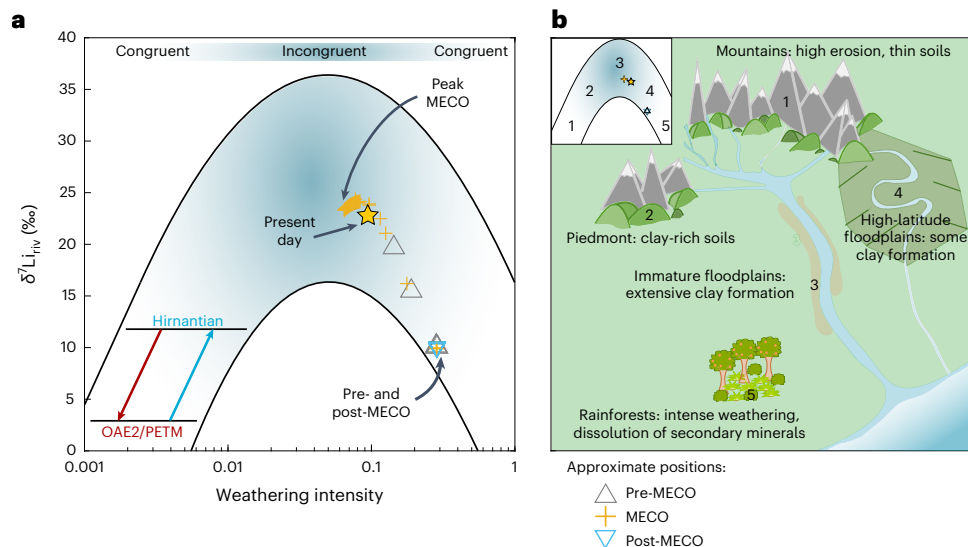 a
40
35
30
25
20
15
10
5
0
δ⁷Li_riv (‰)
Congruent
Incongruent
Congruent
Peak
MECO
Present
day
Hirnantian
OAE2/PETM
Pre- and
post-MECO
0.001
0.01
0.1
1
Weathering intensity
b
3
2
4
1
5
Mountains: high erosion, thin soils
1
2
Piedmont: clay-rich soils
4
High-latitude
floodplains: some
clay formation
Immature floodplains:
extensive clay formation
3
3
5
Rainforests: intense weathering,
dissolution of secondary minerals
Approximate positions:
Pre-MECO
MECO
Post-MECO